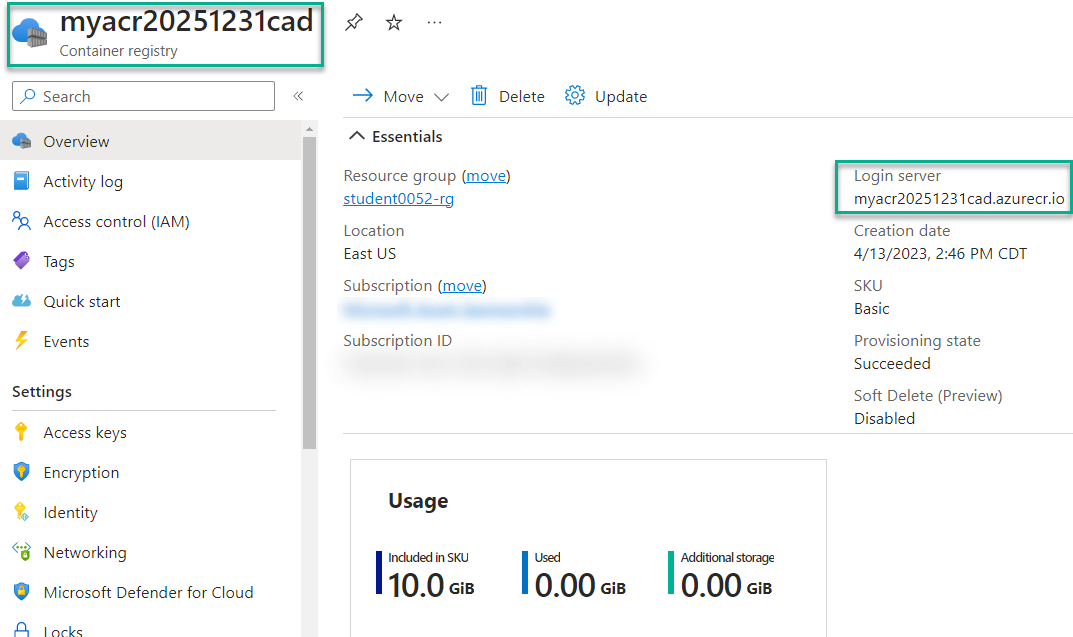 myacr20251231cad
Container registry
Search
Overview
Activity log
Access control (IAM)
Tags
Quick start
Events
Settings
Access keys
Encryption
Identity
Networking
Microsoft Defender for Cloud
Locks
Move
Delete
Update
Essentials
Resource group (move)
student0052-rg
Location
East US
Subscription (move)
Subscription ID
Login server
myacr20251231cad.azurecr.io
Creation date
4/13/2023, 2:46 PM CDT
SKU
Basic
Provisioning state
Succeeded
Soft Delete (Preview)
Disabled
Usage
Included in SKU
10.0 GiB
Used
0.00 GiB
Additional storage
0.00 GiB